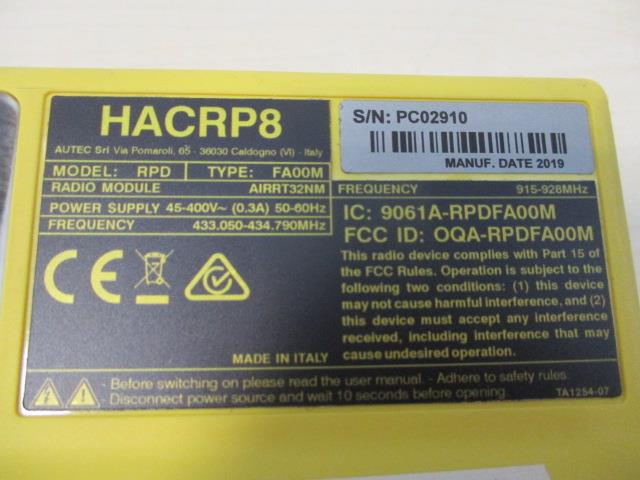 HACRP8
AUTEC Srl Via Pomaroli, 65 - 36030 Caldogno (VI) - Italy
MODEL: RPD TYPE: FA00M
RADIO MODULE AIRRT32NM
POWER SUPPLY 45-400V~ (0.3A) 50-60Hz
FREQUENCY 433.050-434.790MHz
CE
MADE IN ITALY
S/N: PC02910
MANUF. DATE 2019
FREQUENCY 915-928MHz
IC: 9061A-RPDFA00M
FCC ID: OQA-RPDFA00M
This radio device complies with Part 15 of
the FCC Rules. Operation is subject to the
following two conditions: (1) this device
may not cause harmful interference, and (2)
this device must accept any interference
received, including interference that may
cause undesired operation.
- Before switching on please read the user manual. - Adhere to safety rules.
- Disconnect power source and wait 10 seconds before opening.
TA1254-07